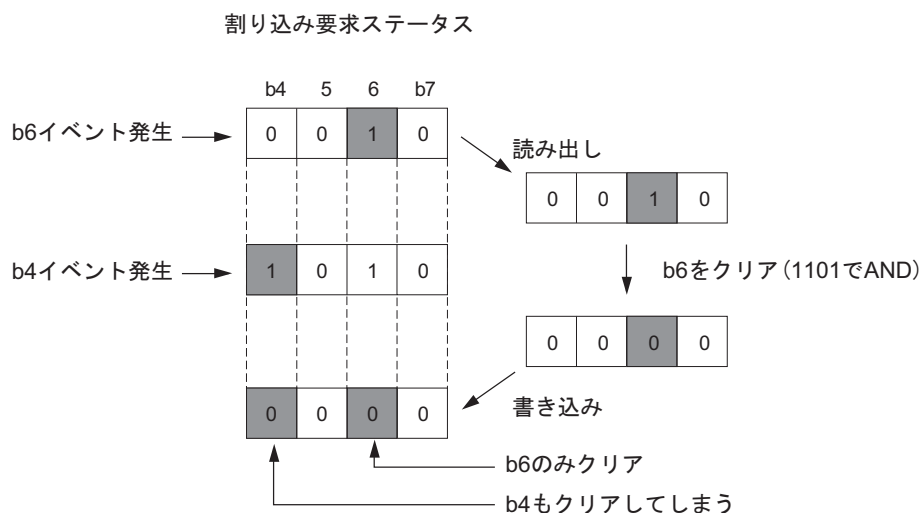 割り込み要求ステータス
b4 5 6 b7
b6イベント発生 0 0 1 0
読み出し
0 0 1 0
b4イベント発生 1 0 1 0
b6をクリア(1101でAND)
0 0 0 0
0 0 0 0
書き込み
b6のみクリア
b4もクリアしてしまう